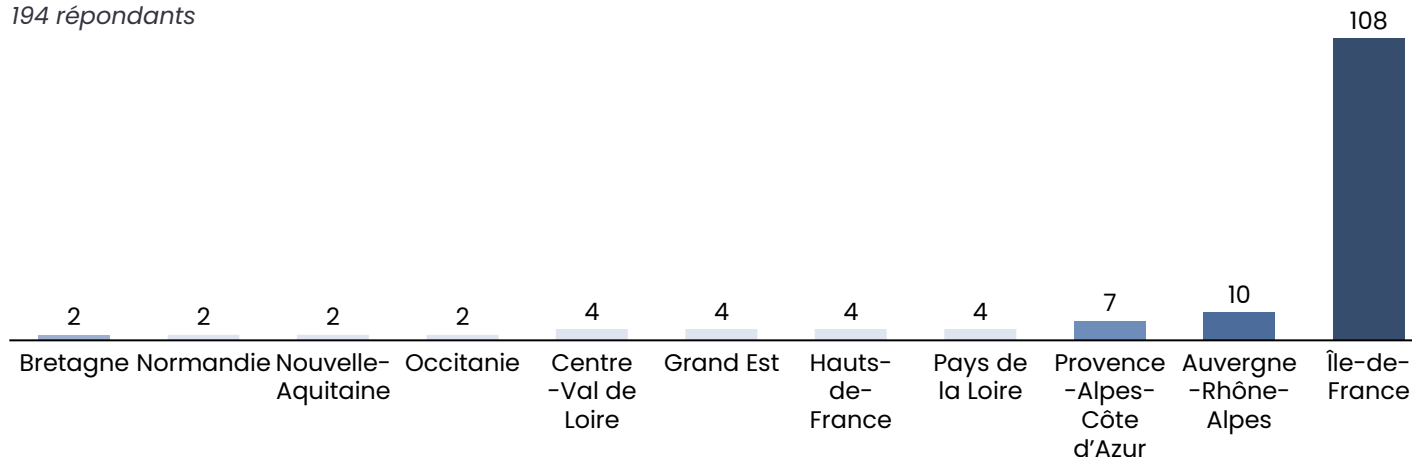 194 répondants
108
2
2
2
2
4
4
4
4
7
10
Bretagne
Normandie
Nouvelle-
Aquitaine
Occitanie
Centre
-Val de
Loire
Grand Est
Hauts-
de-
France
Pays de
la Loire
Provence
-Alpes-
Côte
d’Azur
Auvergne
-Rhône-
Alpes
Île-de-
France